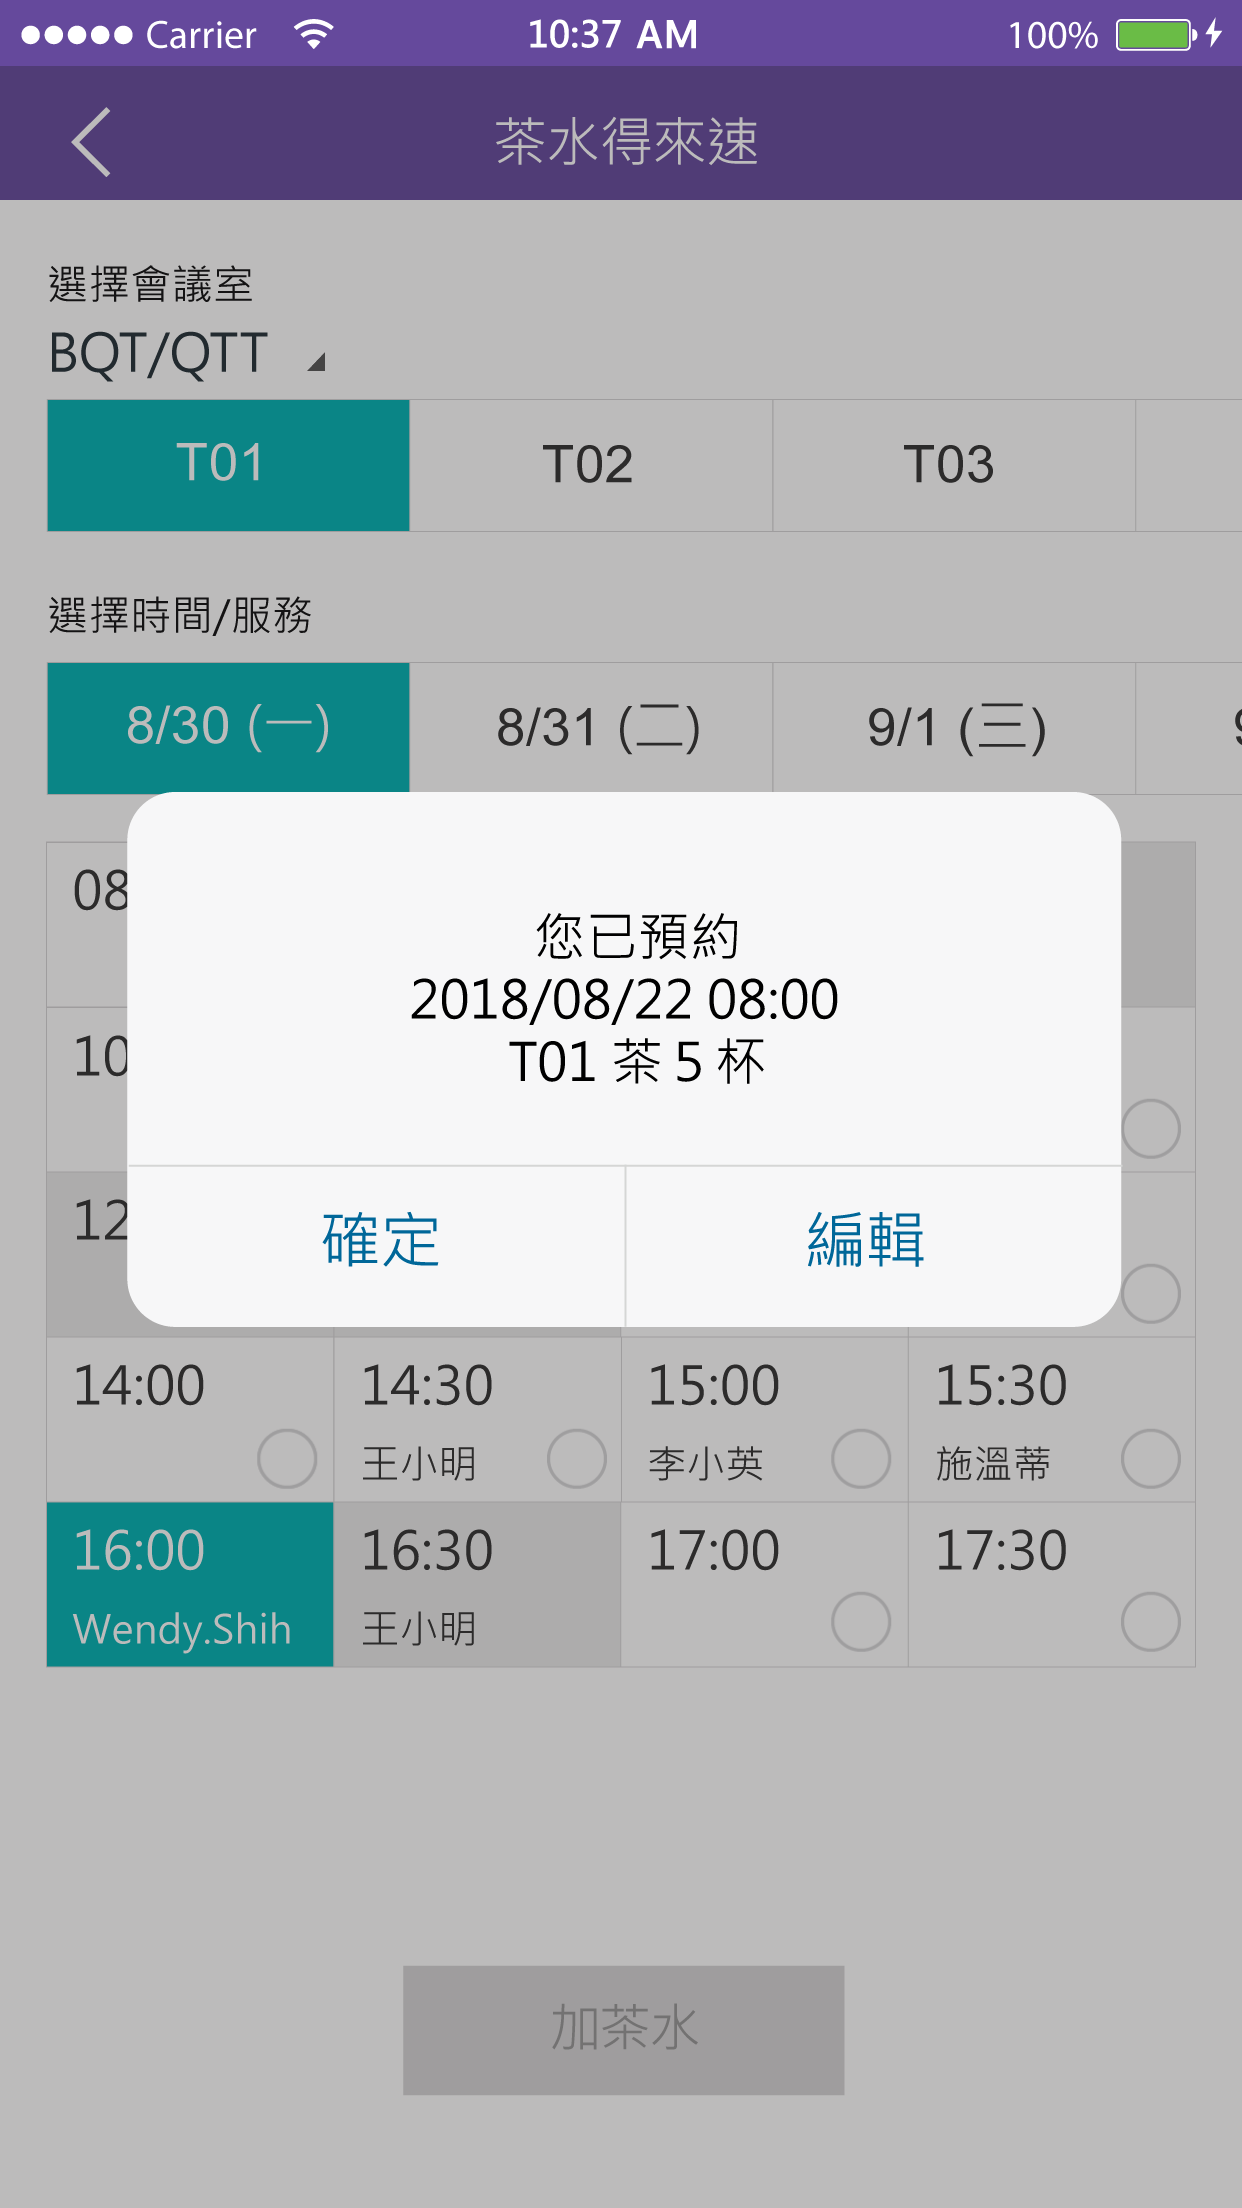 Carrier 10:37 AM 100%
茶水得來速
選擇會議室
BQT/QTT
T01 T02 T03
選擇時間/服務
8/30 (一) 8/31 (二) 9/1 (三)
08
您已預約
2018/08/22 08:00
10
T01 茶 5 杯
12
確定 編輯
14:00 14:30 15:00 15:30
王小明 李小英 施溫蒂
16:00 16:30 17:00 17:30
Wendy.Shih 王小明
加茶水